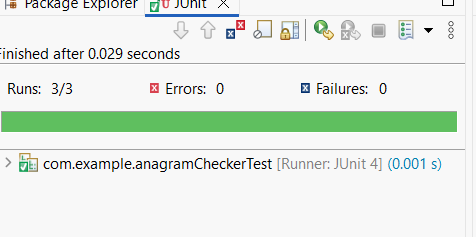 Package Explorer JUnit
Finished after 0.029 seconds
Runs: 3/3 Errors: 0 Failures: 0
com.example.anagramCheckerTest [Runner: JUnit 4] (0.001 s)